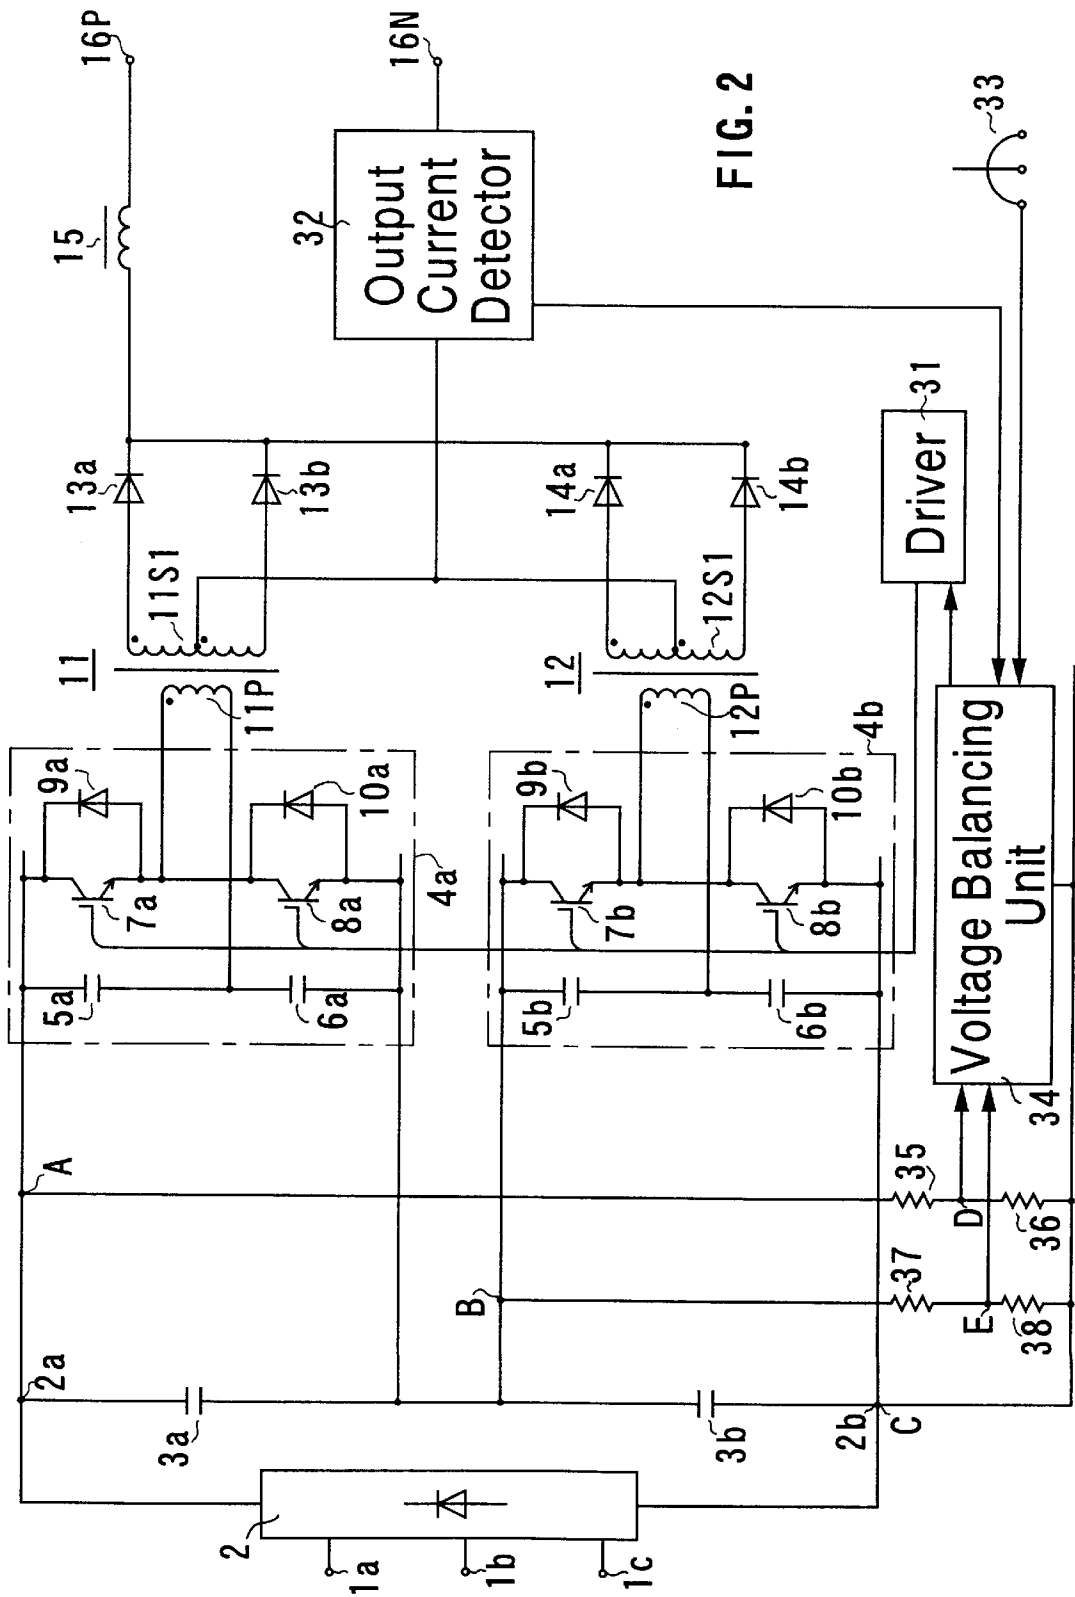 FIG. 2
1a
1b
1c
2
2a
2b
3a
3b
A
B
C
D
E
35
36
37
38
4a
5a
6a
7a
8a
9a
10a
4b
5b
6b
7b
8b
9b
10b
11
11P
11S1
12
12P
12S1
13a
13b
14a
14b
15
16P
16N
32
Output
Current
Detector
Driver
31
33
34
Voltage Balancing
Unit